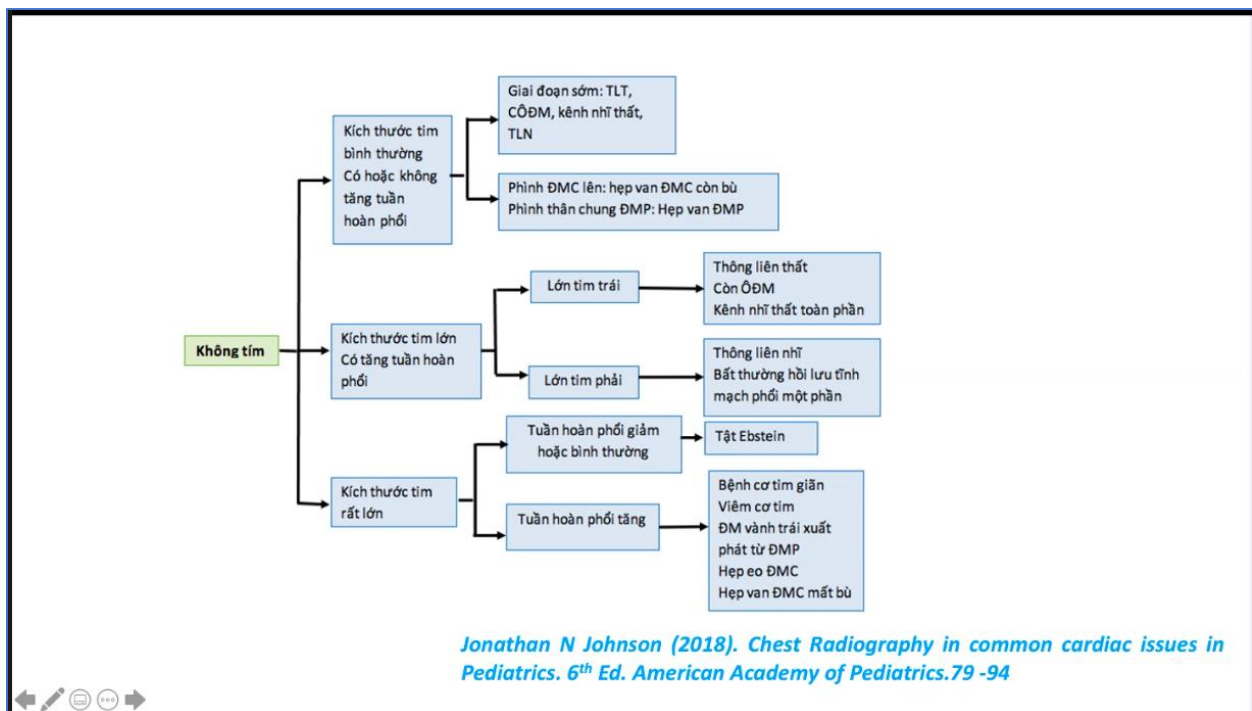 Không tím
Kích thước tim
bình thường
Có hoặc không
tăng tuần
hoàn phổi
Giai đoạn sớm: TLT,
CÔĐM, kênh nhĩ thất,
TLN
Phình ĐMC lên: hẹp van ĐMC còn bù
Phình thân chung ĐMP: Hẹp van ĐMP
Kích thước tim lớn
Có tăng tuần hoàn
phổi
Lớn tim trái
Thông liên thất
Còn ÔĐM
Kênh nhĩ thất toàn phần
Lớn tim phải
Thông liên nhĩ
Bất thường hồi lưu tĩnh
mạch phổi một phần
Kích thước tim
rất lớn
Tuần hoàn phổi giảm
hoặc bình thường
Tật Ebstein
Tuần hoàn phổi tăng
Bệnh cơ tim giãn
Viêm cơ tim
ĐM vành trái xuất
phát từ ĐMP
Hẹp eo ĐMC
Hẹp van ĐMC mất bù
Jonathan N Johnson (2018). Chest Radiography in common cardiac issues in
Pediatrics. 6th Ed. American Academy of Pediatrics.79 -94